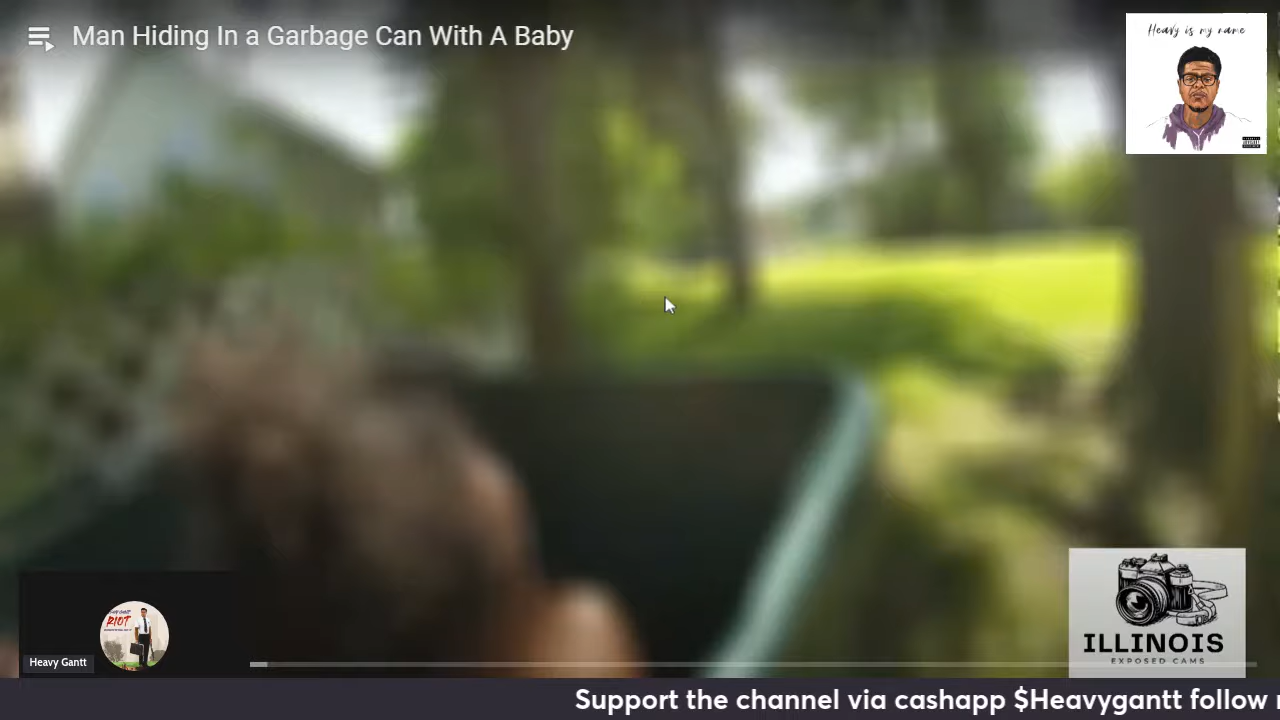 Man Hiding In a Garbage Can With A Baby
Heavy is my name
RIOT
Heavy Gantt
ILLINOIS
EXPOSED CAMS
Support the channel via cashapp $Heavygantt follow